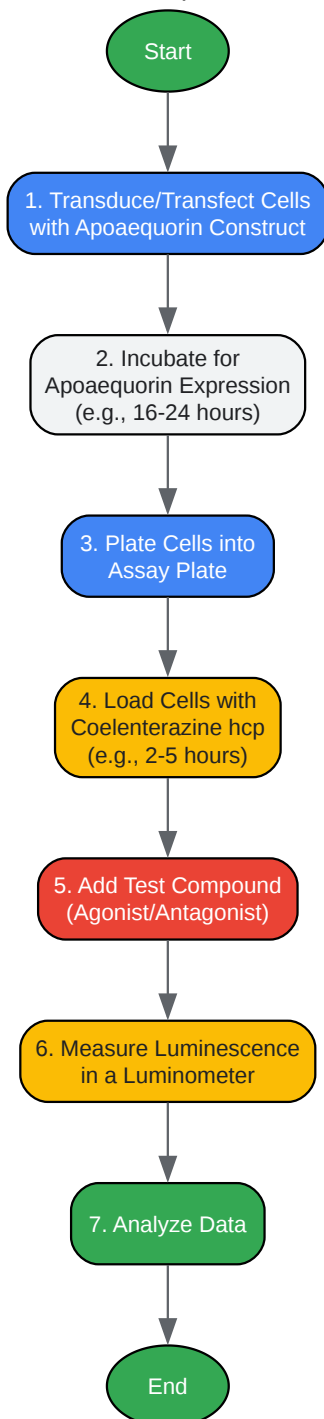 Start
1. Transduce/Transfect Cells
with Apoaequorin Construct
2. Incubate for
Apoaequorin Expression
(e.g., 16-24 hours)
3. Plate Cells into
Assay Plate
4. Load Cells with
Coelenterazine hcp
(e.g., 2-5 hours)
5. Add Test Compound
(Agonist/Antagonist)
6. Measure Luminescence
in a Luminometer
7. Analyze Data
End